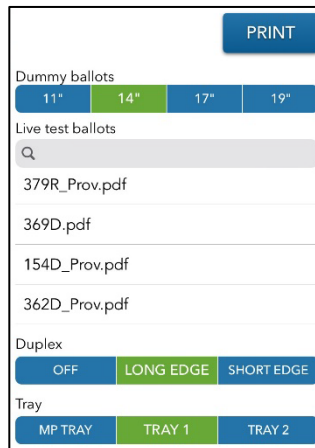 PRINT
Dummy ballots
11" 14" 17" 19"
Live test ballots
379R_Prov.pdf
369D.pdf
154D_Prov.pdf
362D_Prov.pdf
Duplex
OFF LONG EDGE SHORT EDGE
Tray
MP TRAY TRAY 1 TRAY 2